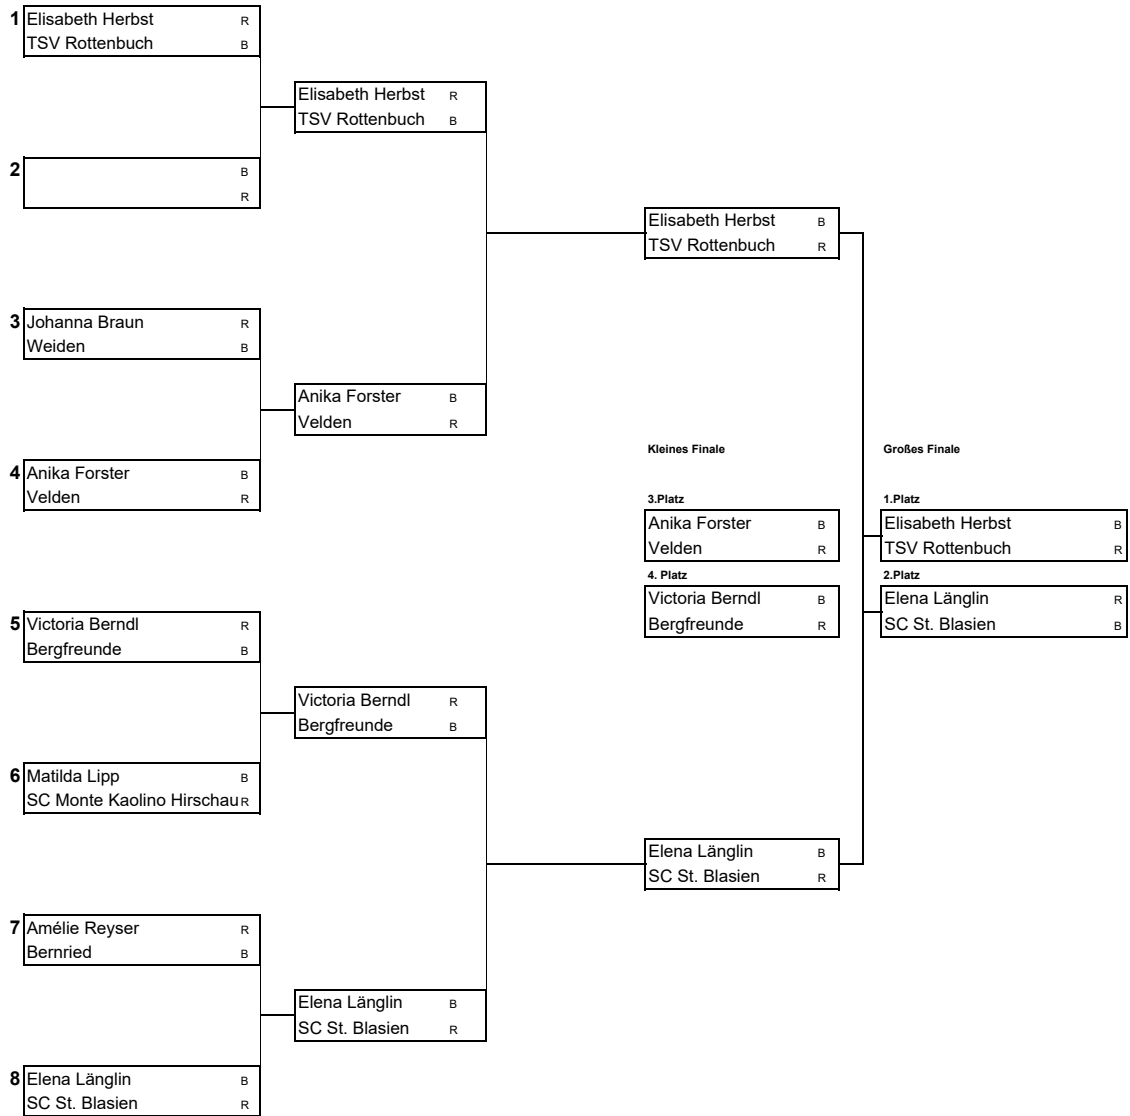 1 Elisabeth Herbst R
TSV Rottenbuch B
Elisabeth Herbst R
TSV Rottenbuch B
2 B
R
Elisabeth Herbst B
TSV Rottenbuch R
3 Johanna Braun R
Weiden B
Anika Forster B
Velden R
4 Anika Forster B
Velden R
Kleines Finale
Großes Finale
3.Platz
Anika Forster B
Velden R
4. Platz
Victoria Berndl B
Bergfreunde R
1.Platz
Elisabeth Herbst B
TSV Rottenbuch R
2.Platz
Elena Länglin R
SC St. Blasien B
5 Victoria Berndl R
Bergfreunde B
Victoria Berndl R
Bergfreunde B
6 Matilda Lipp B
SC Monte Kaolino Hirschau R
Elena Länglin B
SC St. Blasien R
7 Amélie Reyser R
Bernried B
Elena Länglin B
SC St. Blasien R
8 Elena Länglin B
SC St. Blasien R